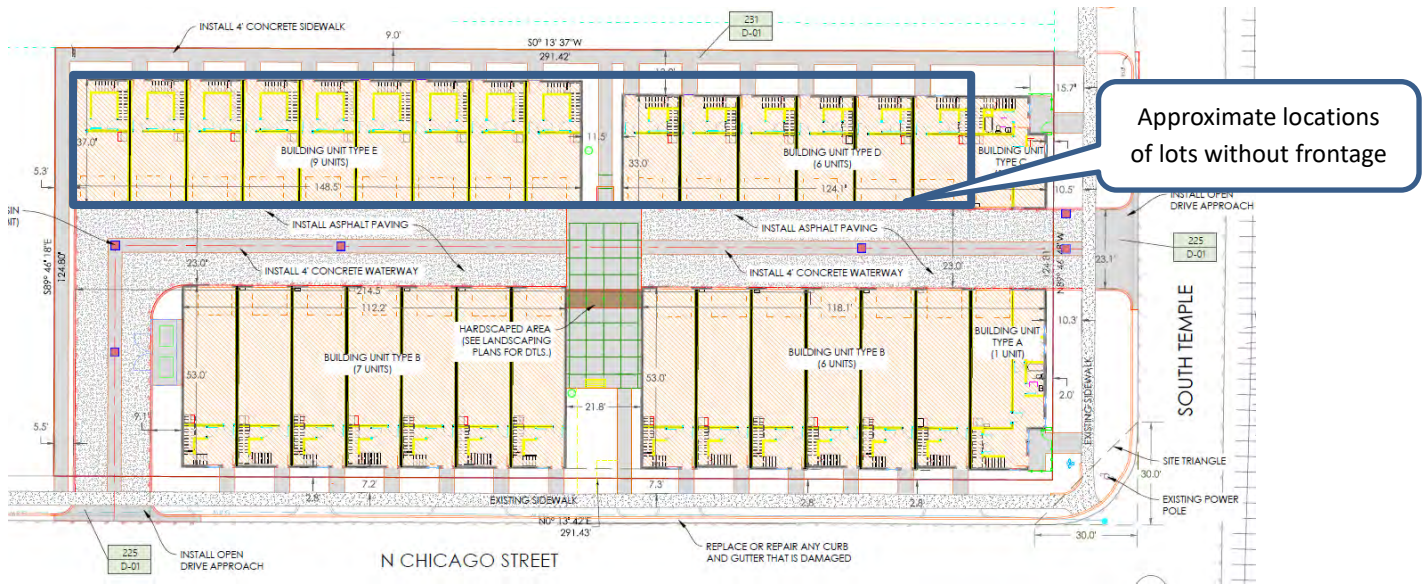 INSTALL 4' CONCRETE SIDEWALK
9.0'
S0° 13' 37"W
291.42'
231
D-01
15.7'
Approximate locations
of lots without frontage
37.0'
BUILDING UNIT TYPE E
(9 UNITS)
148.5'
11.5'
33.0'
BUILDING UNIT TYPE D
(6 UNITS)
124.1'
BUILDING UNIT
TYPE C
5.3'
10.5'
INSTALL OPEN
DRIVE APPROACH
INSTALL ASPHALT PAVING
INSTALL ASPHALT PAVING
S89° 46' 18"E
124.80'
23.0'
INSTALL 4' CONCRETE WATERWAY
INSTALL 4' CONCRETE WATERWAY
23.0'
124.81'
23.1'
225
D-01
214.5'
112.2'
118.1'
10.3'
HARDSCAPED AREA
(SEE LANDSCAPING
PLANS FOR DTLS.)
BUILDING UNIT
TYPE A
(1 UNIT)
BUILDING UNIT TYPE B
(7 UNITS)
BUILDING UNIT TYPE B
(6 UNITS)
53.0'
53.0'
2.0'
SOUTH TEMPLE
EXISTING SIDEWALK
21.8'
9.1'
5.5'
SITE TRIANGLE
30.0'
7.2'
7.3'
2.8'
EXISTING SIDEWALK
2.8'
2.8'
EXISTING POWER
POLE
N0° 13' 42"E
291.43'
30.0'
225
D-01
INSTALL OPEN
DRIVE APPROACH
N CHICAGO STREET
REPLACE OR REPAIR ANY CURB
AND GUTTER THAT IS DAMAGED